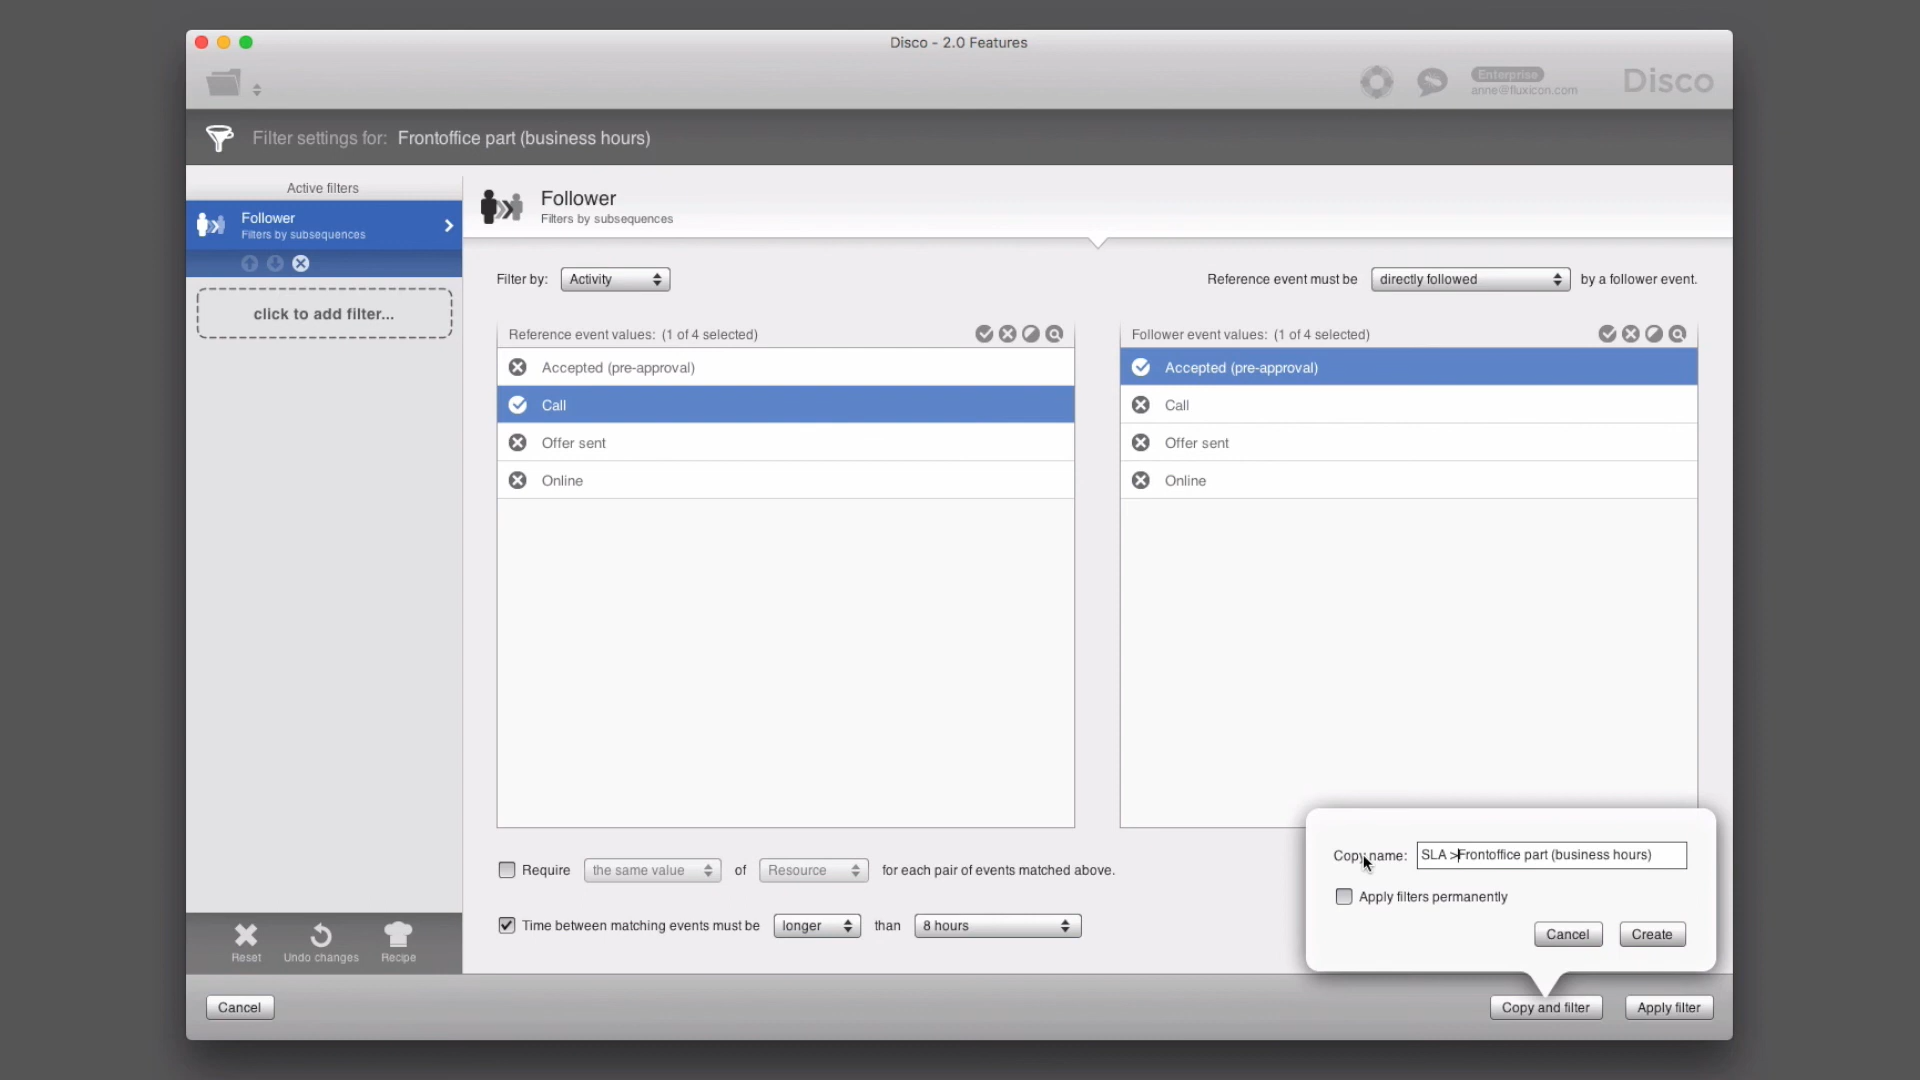 Disco - 2.0 Features
Enterprise
anne@fluxicon.com
Disco
Filter settings for: Frontoffice part (business hours)
Active filters
Follower
Filters by subsequences
click to add filter...
Follower
Filters by subsequences
Filter by: Activity
Reference event must be directly followed by a follower event.
Reference event values: (1 of 4 selected)
Accepted (pre-approval)
Call
Offer sent
Online
Follower event values: (1 of 4 selected)
Accepted (pre-approval)
Call
Offer sent
Online
Require the same value of Resource for each pair of events matched above.
Time between matching events must be longer than 8 hours
Copy name: SLA >Frontoffice part (business hours)
Apply filters permanently
Cancel Create
Reset Undo changes Recipe
Cancel
Copy and filter Apply filter